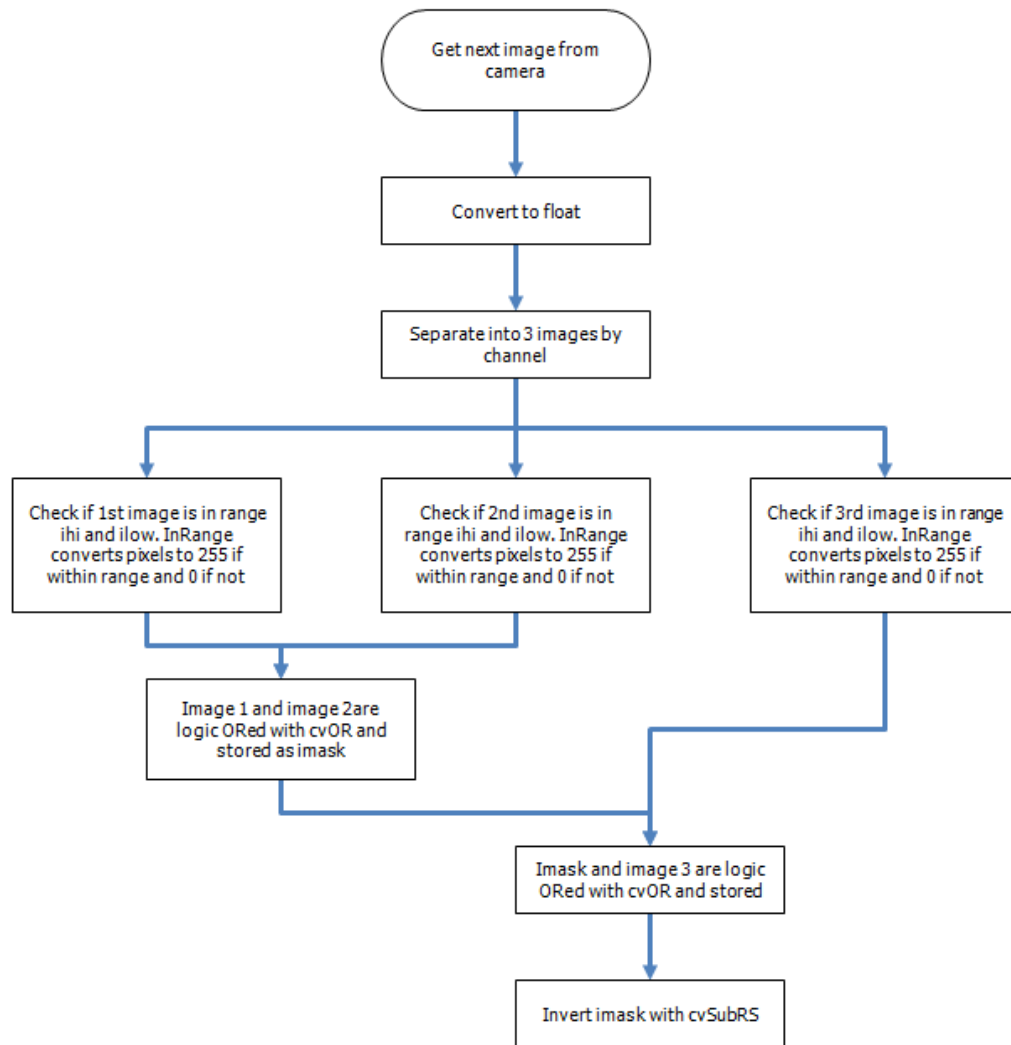 Get next image from
camera
Convert to float
Separate into 3 images by
channel
Check if 1st image is in range
ihi and ilow. InRange
converts pixels to 255 if
within range and 0 if not
Check if 2nd image is in
range ihi and ilow. InRange
converts pixels to 255 if
within range and 0 if not
Check if 3rd image is in range
ihi and ilow. InRange
converts pixels to 255 if
within range and 0 if not
Image 1 and image 2are
logic ORed with cvOR and
stored as imask
Imask and image 3 are logic
ORed with cvOR and stored
Invert imask with cvSubRS